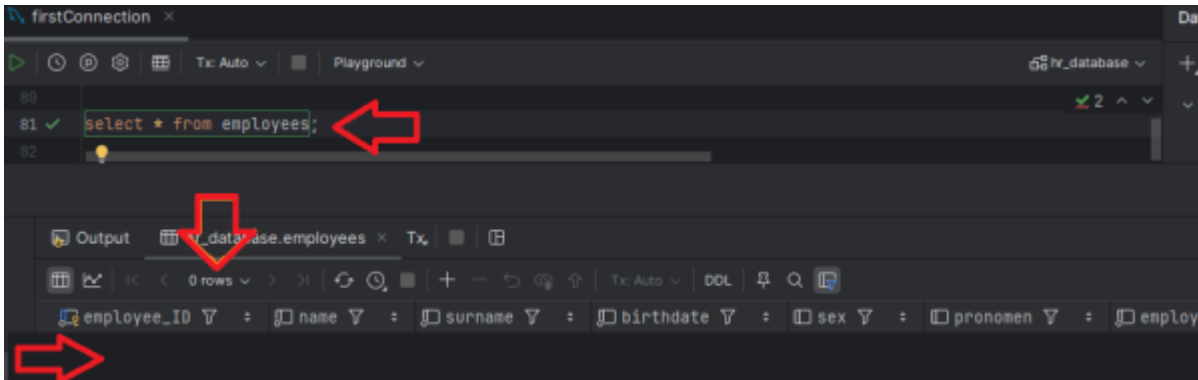 firstConnection
Da
Tx: Auto Playground hr_database
80
2
81 select * from employees;
82
Output hr_database.employees Tx
0 rows Tx: Auto DDL
employee_ID name surname birthdate sex pronomen employ